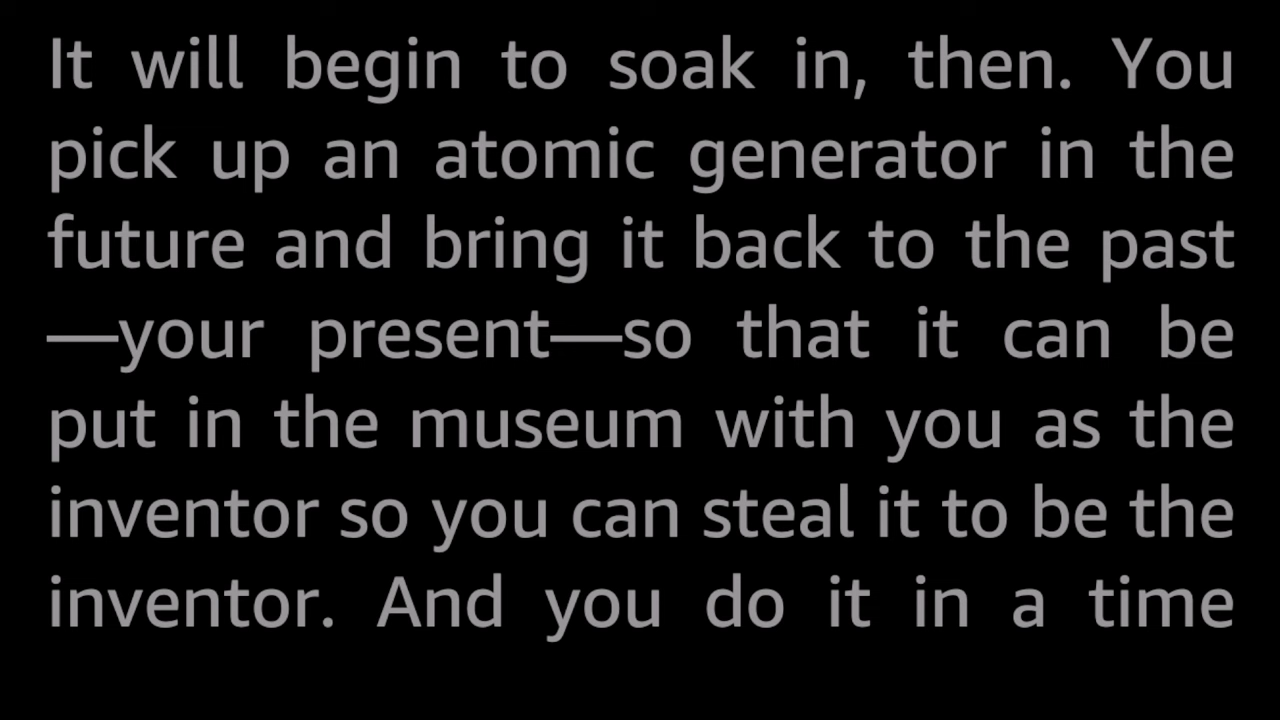 It will begin to soak in, then. You
pick up an atomic generator in the
future and bring it back to the past
—your present—so that it can be
put in the museum with you as the
inventor so you can steal it to be the
inventor. And you do it in a time